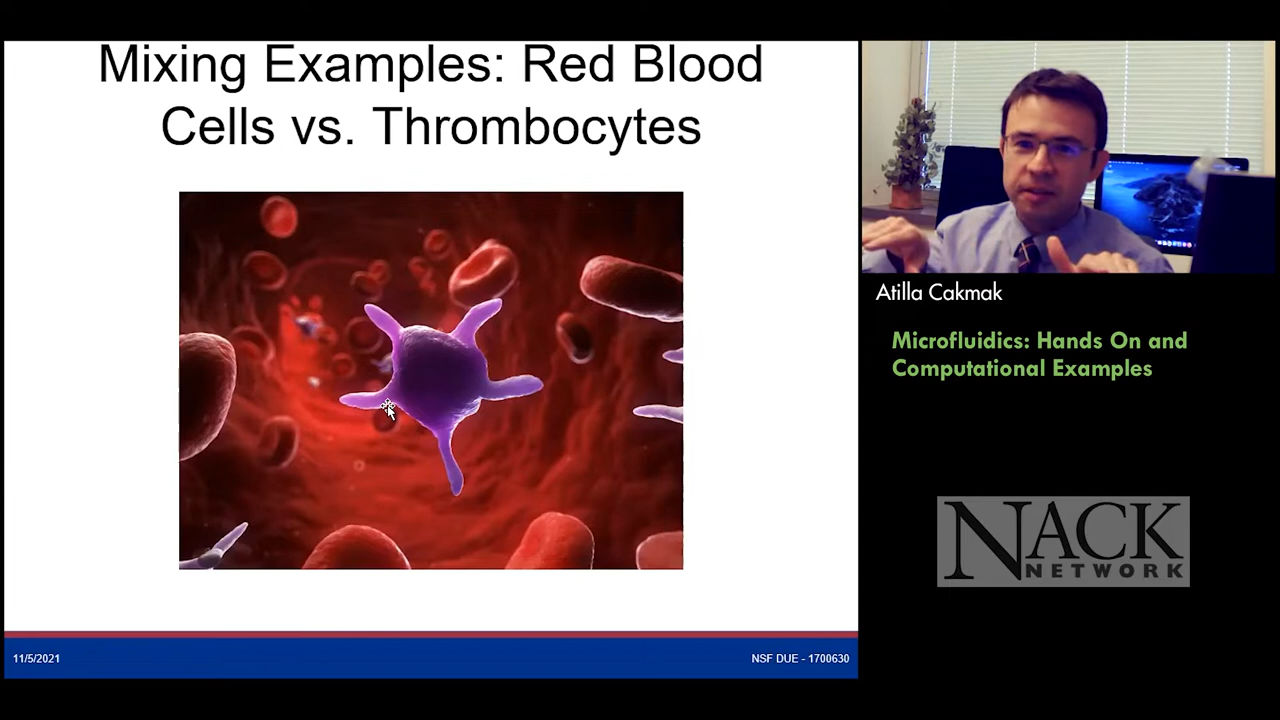 Mixing Examples: Red Blood
Cells vs. Thrombocytes
Atilla Cakmak
Microfluidics: Hands On and
Computational Examples
NACK
NETWORK
11/5/2021
NSF DUE - 1700630